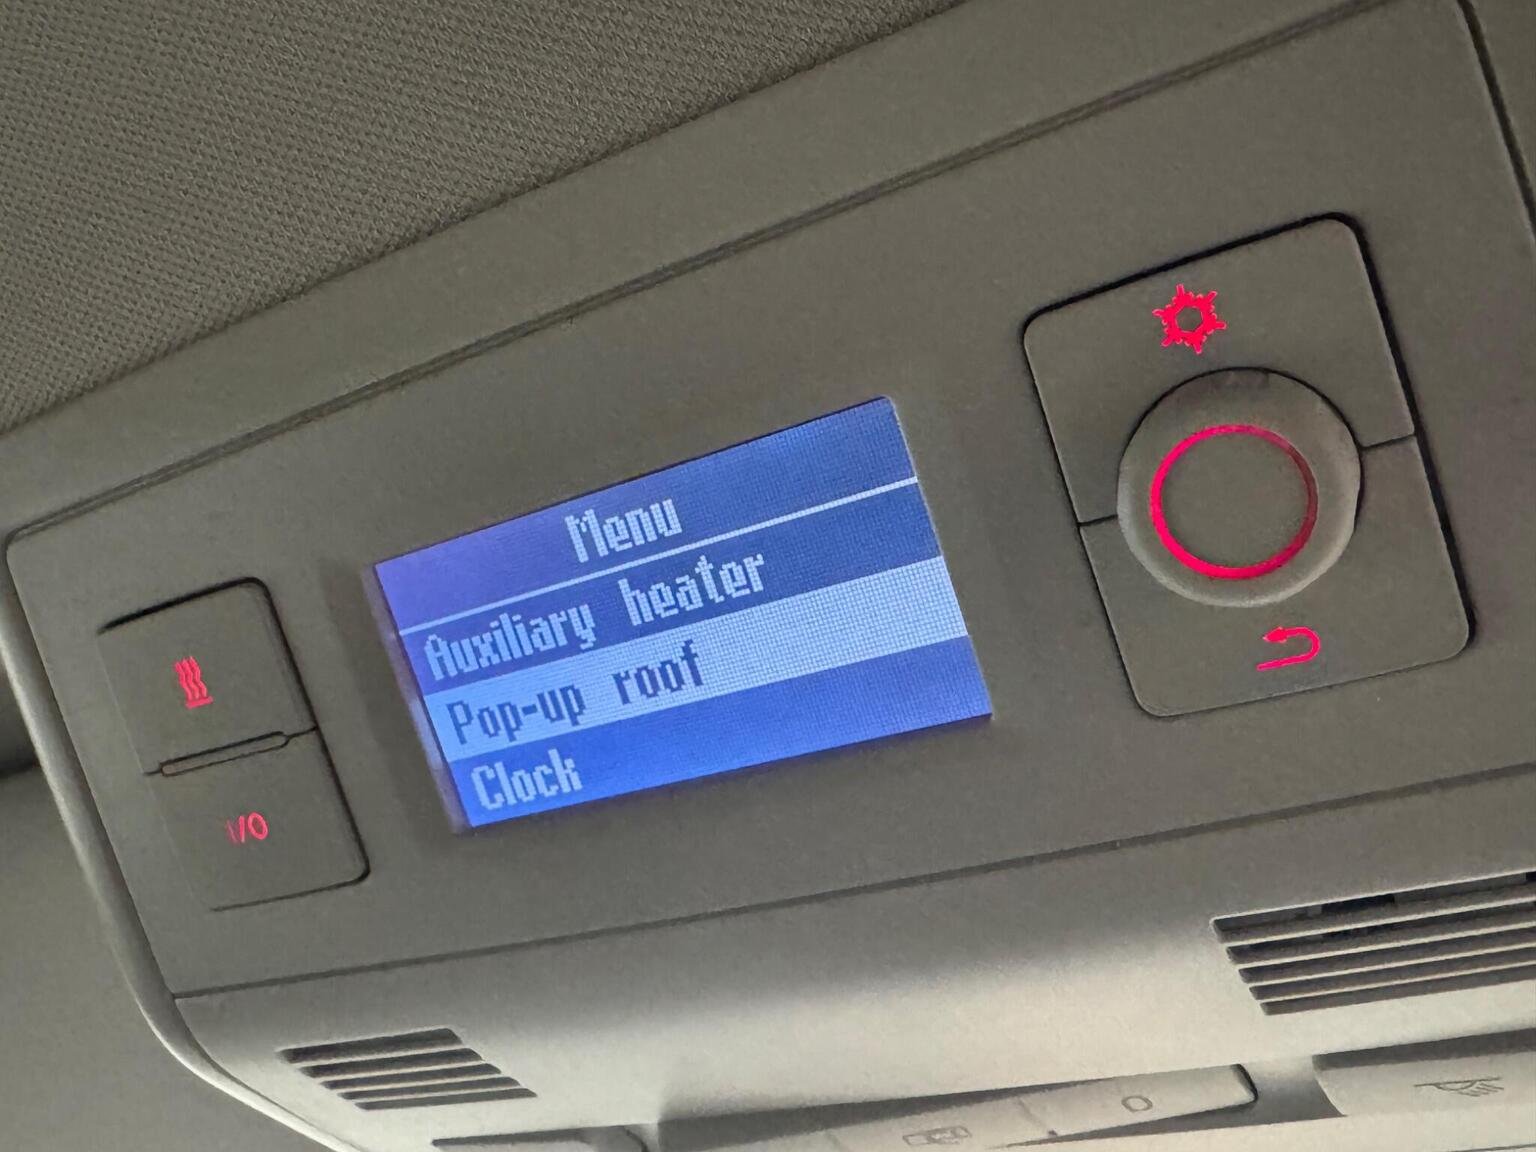 Menu
Auxiliary heater
Pop-up roof
Clock
I/O